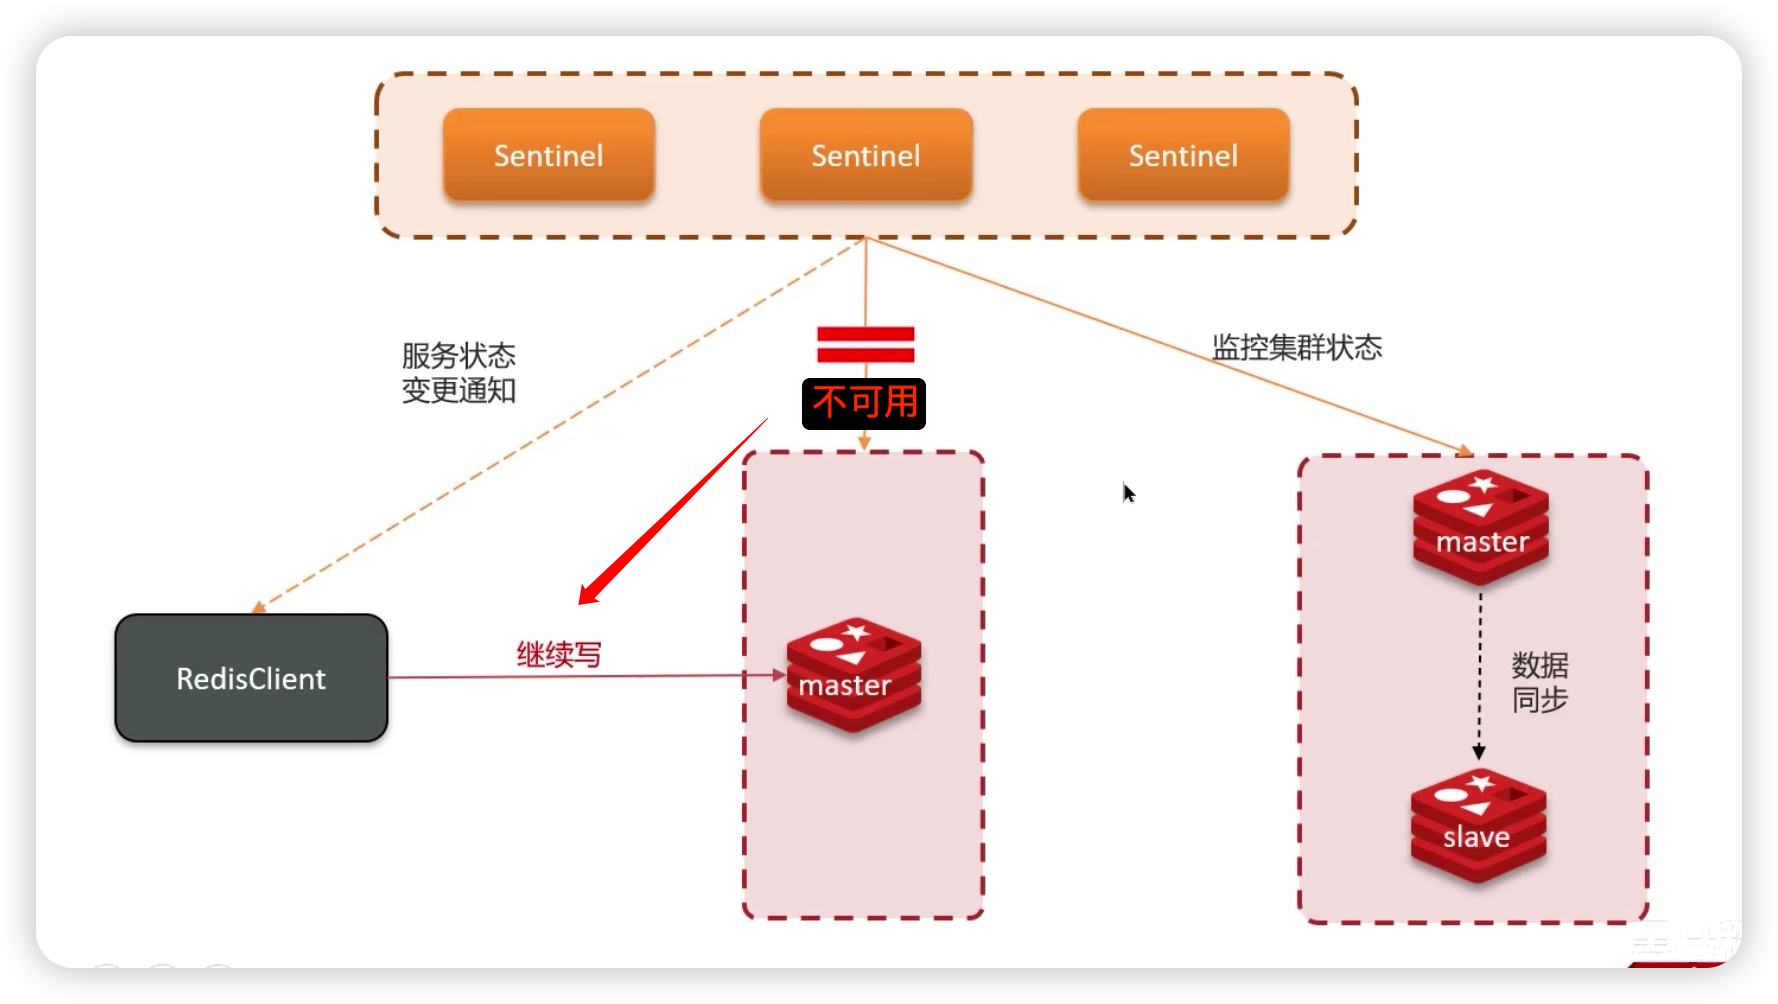 Sentinel
Sentinel
Sentinel
服务状态
变更通知
不可用
监控集群状态
RedisClient
继续写
master
master
数据
同步
slave